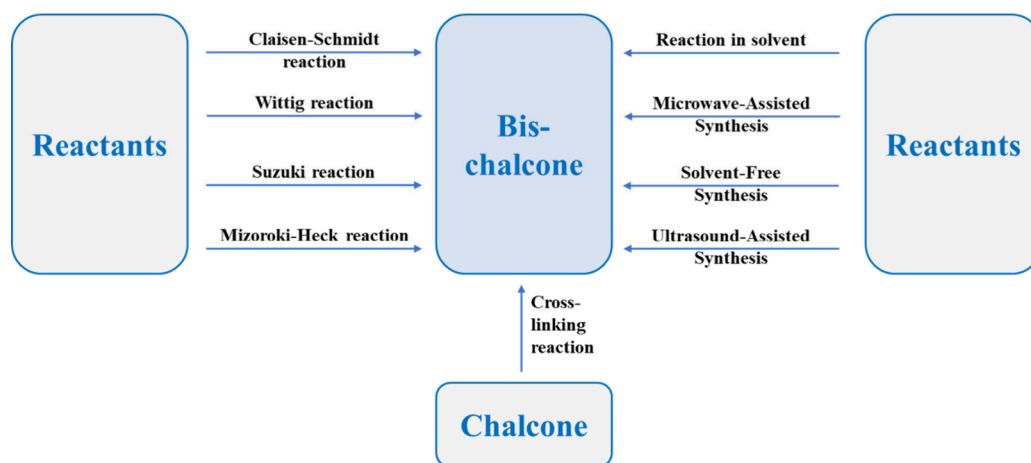 Reactants
Claisen-Schmidt
reaction
Wittig reaction
Suzuki reaction
Mizoroki-Heck reaction
Bis-
chalcone
Reaction in solvent
Microwave-Assisted
Synthesis
Solvent-Free
Synthesis
Ultrasound-Assisted
Synthesis
Reactants
Cross-
linking
reaction
Chalcone